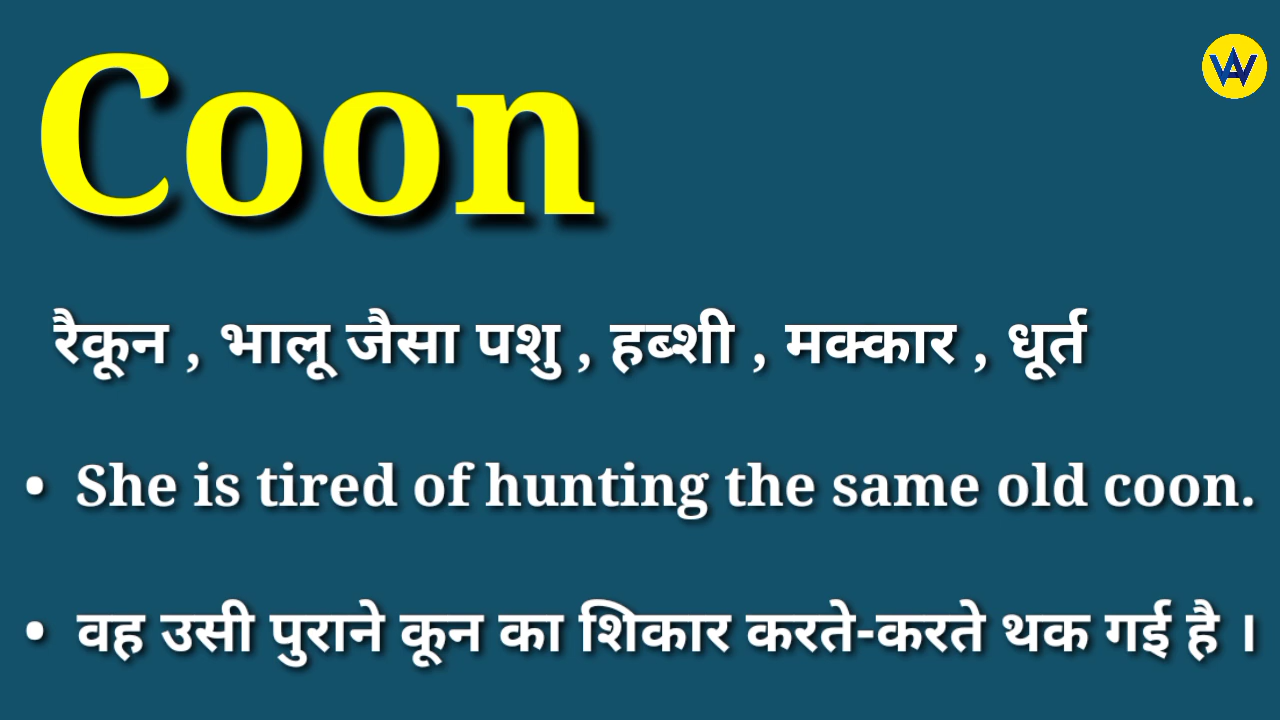 Coon
रैकून , भालू जैसा पशु , हब्शी , मक्कार , धूर्त
• She is tired of hunting the same old coon.
• वह उसी पुराने कून का शिकार करते-करते थक गई है ।